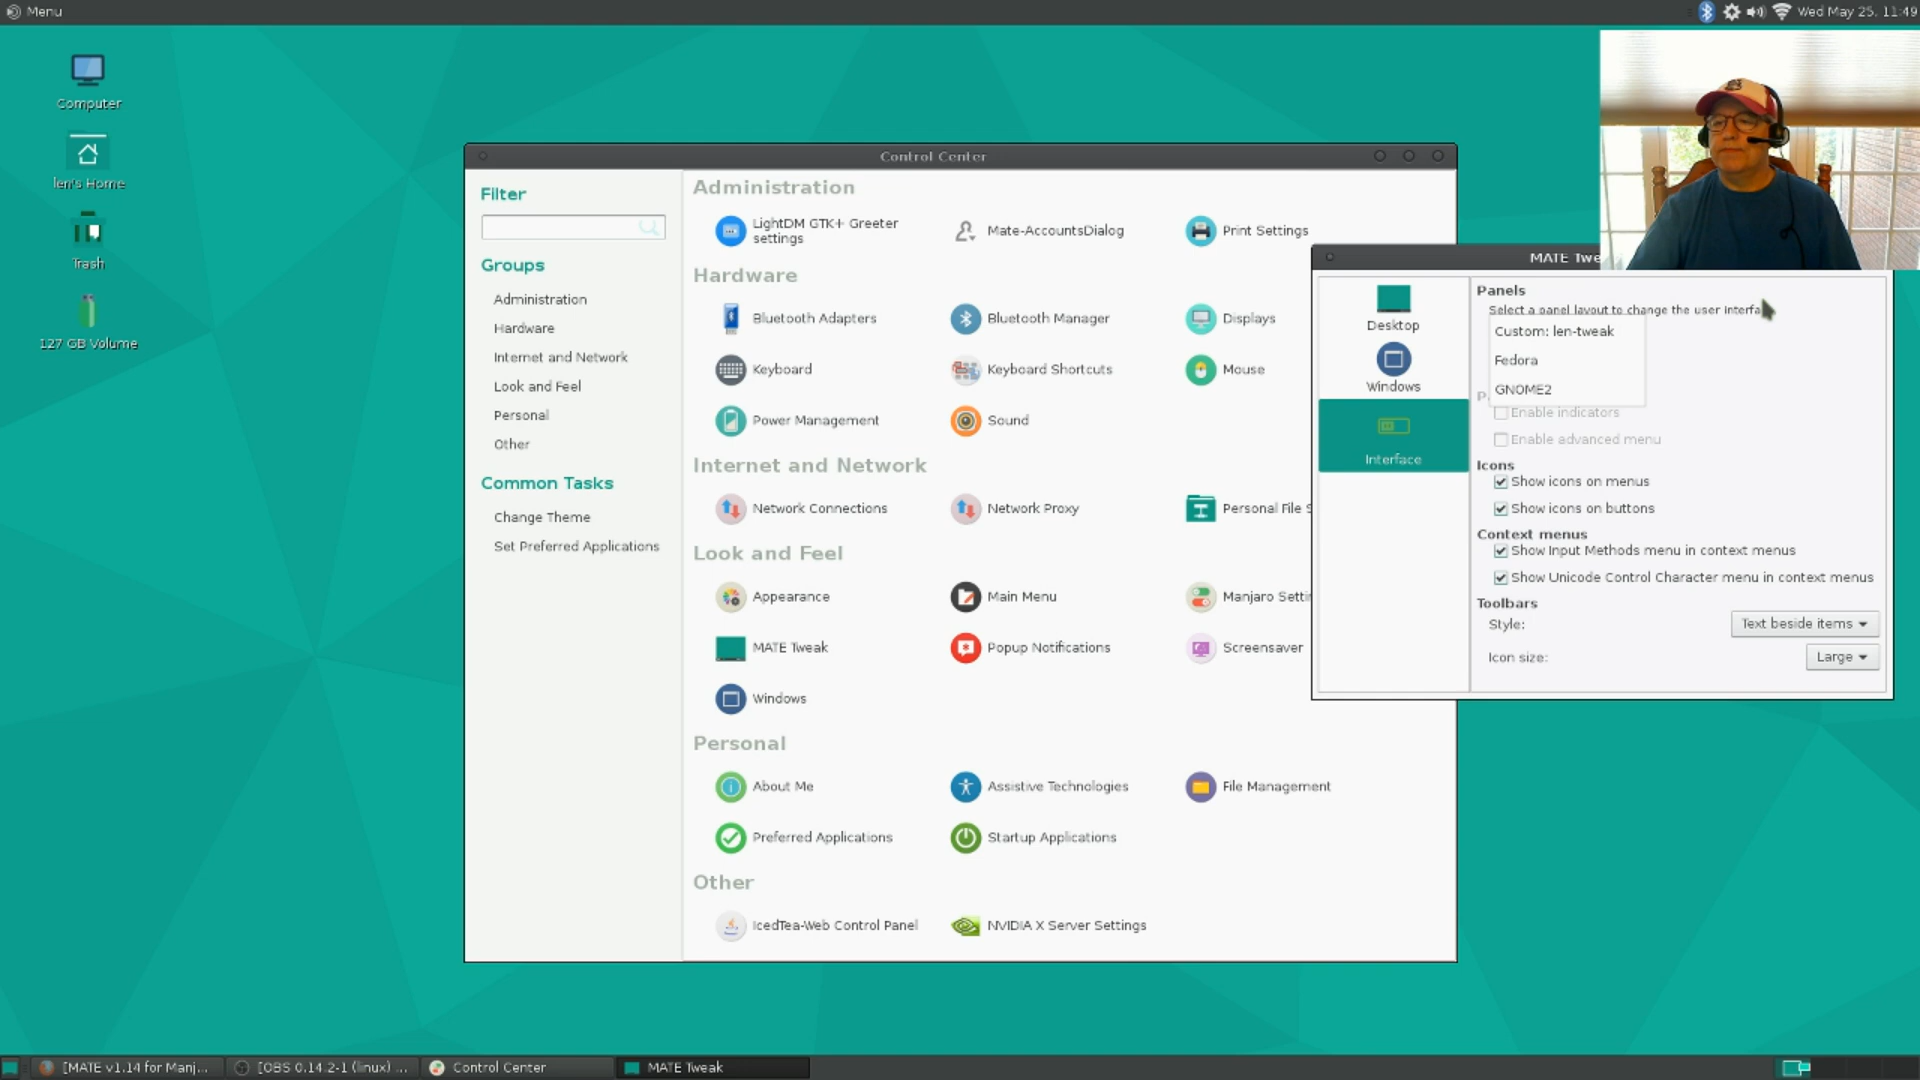 Menu
Wed May 25, 11:49
Computer
len's Home
Trash
127 GB Volume
Control Center
Filter
Groups
Administration
Hardware
Internet and Network
Look and Feel
Personal
Other
Common Tasks
Change Theme
Set Preferred Applications
Administration
LightDM GTK+ Greeter settings
Mate-AccountsDialog
Print Settings
Hardware
Bluetooth Adapters
Bluetooth Manager
Displays
Keyboard
Keyboard Shortcuts
Mouse
Power Management
Sound
Internet and Network
Network Connections
Network Proxy
Personal File S
Look and Feel
Appearance
Main Menu
Manjaro Setti
MATE Tweak
Popup Notifications
Screensaver
Windows
Personal
About Me
Assistive Technologies
File Management
Preferred Applications
Startup Applications
Other
IcedTea-Web Control Panel
NVIDIA X Server Settings
MATE Twe
Desktop
Windows
Interface
Panels
Select a panel layout to change the user interfa
Custom: len-tweak
Fedora
GNOME2
Enable indicators
Enable advanced menu
Icons
Show icons on menus
Show icons on buttons
Context menus
Show Input Methods menu in context menus
Show Unicode Control Character menu in context menus
Toolbars
Style:
Text beside items
Icon size:
Large
[MATE v1.14 for Manj...
[OBS 0.14.2-1 (linux) ...
Control Center
MATE Tweak